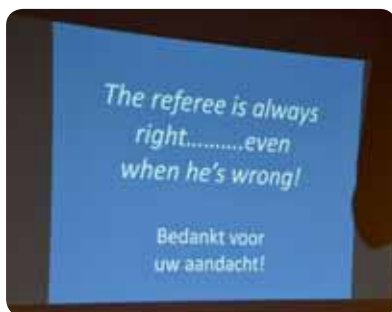 The referee is always
right..........even
when he's wrong!
Bedankt voor
uw aandacht!